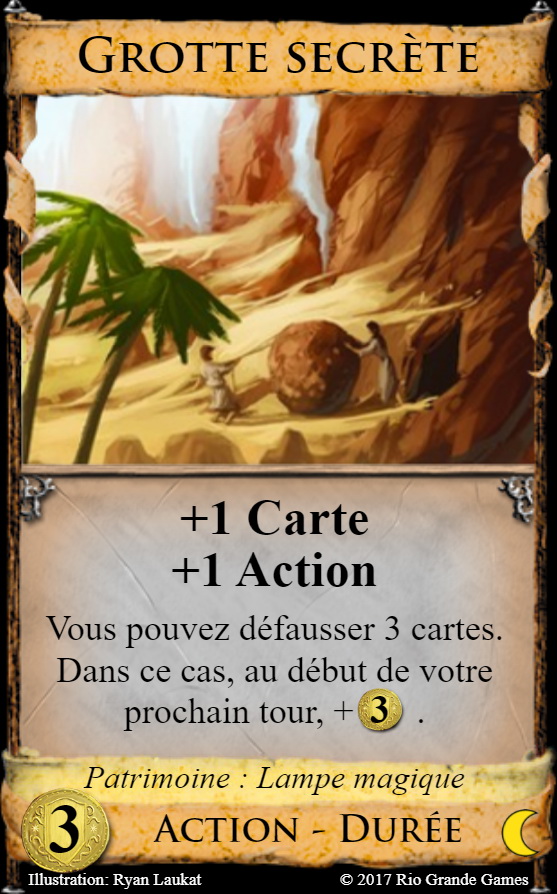 Grotte secrète
+1 Carte
+1 Action
Vous pouvez défausser 3 cartes.
Dans ce cas, au début de votre
prochain tour, +3 .
Patrimoine : Lampe magique
3 Action - Durée
Illustration: Ryan Laukat © 2017 Rio Grande Games